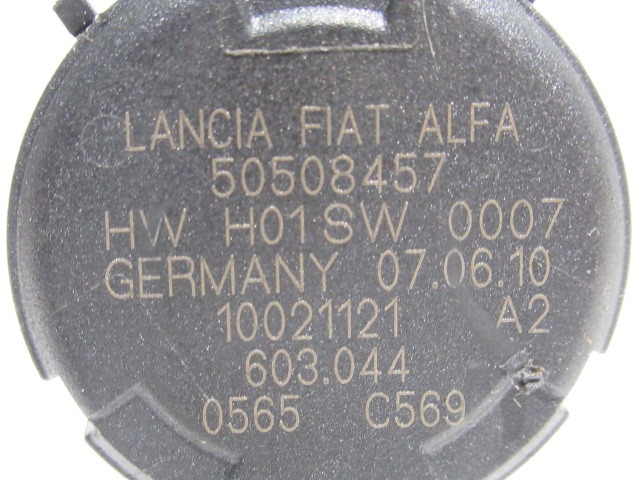 LANCIA FIAT ALFA
50508457
HW H01SW 0007
GERMANY 07.06.10
10021121 A2
603.044
0565 C569